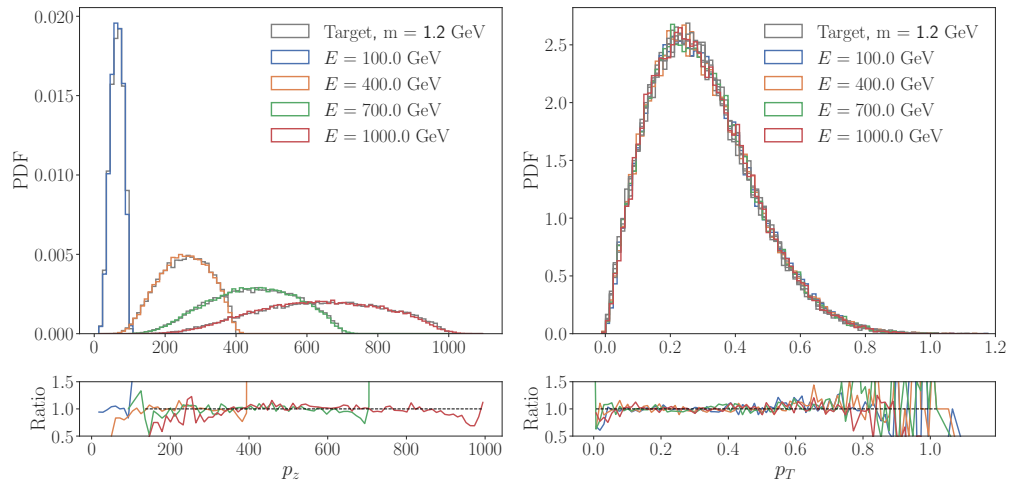 PDF
0.020
0.015
0.010
0.005
0.000
0 200 400 600 800 1000
Target, m = 1.2 GeV
E = 100.0 GeV
E = 400.0 GeV
E = 700.0 GeV
E = 1000.0 GeV
PDF
2.5
2.0
1.5
1.0
0.5
0.0
0.0 0.2 0.4 0.6 0.8 1.0 1.2
Target, m = 1.2 GeV
E = 100.0 GeV
E = 400.0 GeV
E = 700.0 GeV
E = 1000.0 GeV
Ratio
1.5
1.0
0.5
0 200 400 600 800 1000
p_z
Ratio
1.5
1.0
0.5
0.0 0.2 0.4 0.6 0.8 1.0
p_T